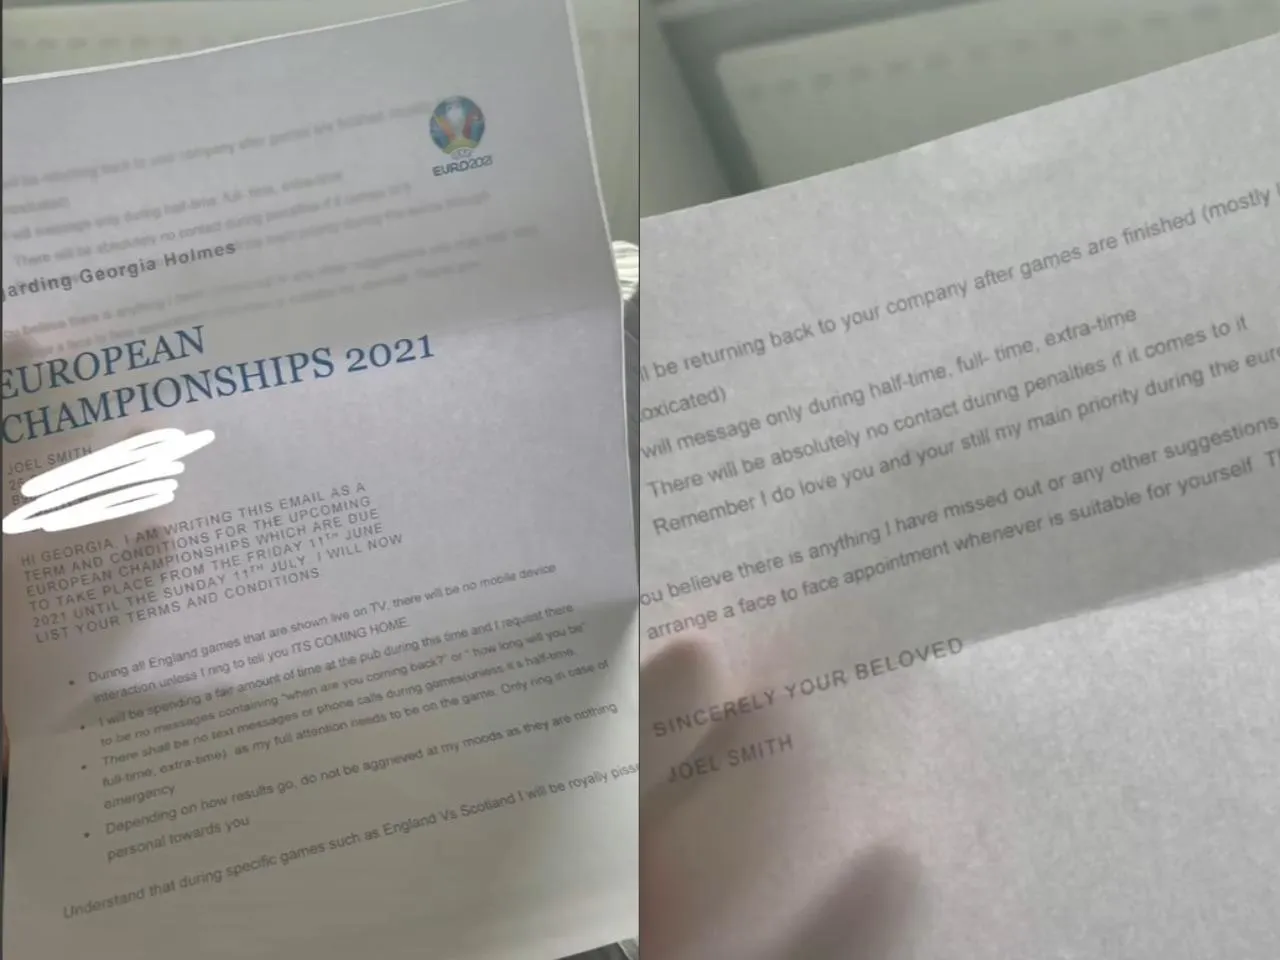 EURO2021
arding Georgia Holmes
EUROPEAN
CHAMPIONSHIPS 2021
JOEL SMITH
HI GEORGIA, I AM WRITING THIS EMAIL AS A
TERM AND CONDITIONS FOR THE UPCOMING
EUROPEAN CHAMPIONSHIPS WHICH ARE DUE
TO TAKE PLACE FROM THE FRIDAY 11TH JUNE
2021 UNTIL THE SUNDAY 11TH JULY. I WILL NOW
LIST YOUR TERMS AND CONDITIONS.
• During all England games that are shown live on TV, there will be no mobile device
interaction unless I ring to tell you ITS COMING HOME.
• I will be spending a fair amount of time at the pub during this time and I request there
to be no messages containing "when are you coming back?" or " how long will you be"
• There shall be no text messages or phone calls during games(unless it's half-time,
full-time, extra-time) as my full attention needs to be on the game. Only ring in case of
emergency
• Depending on how results go, do not be aggrieved at my moods as they are nothing
personal towards you
Understand that during specific games such as England Vs Scotland I will be royally piss
ll be returning back to your company after games are finished (mostly
oxicated)
will message only during half-time, full- time, extra-time
There will be absolutely no contact during penalties if it comes to it
Remember I do love you and your still my main priority during the eur
ou believe there is anything I have missed out or any other suggestions
arrange a face to face appointment whenever is suitable for yourself. T
SINCERELY YOUR BELOVED
JOEL SMITH